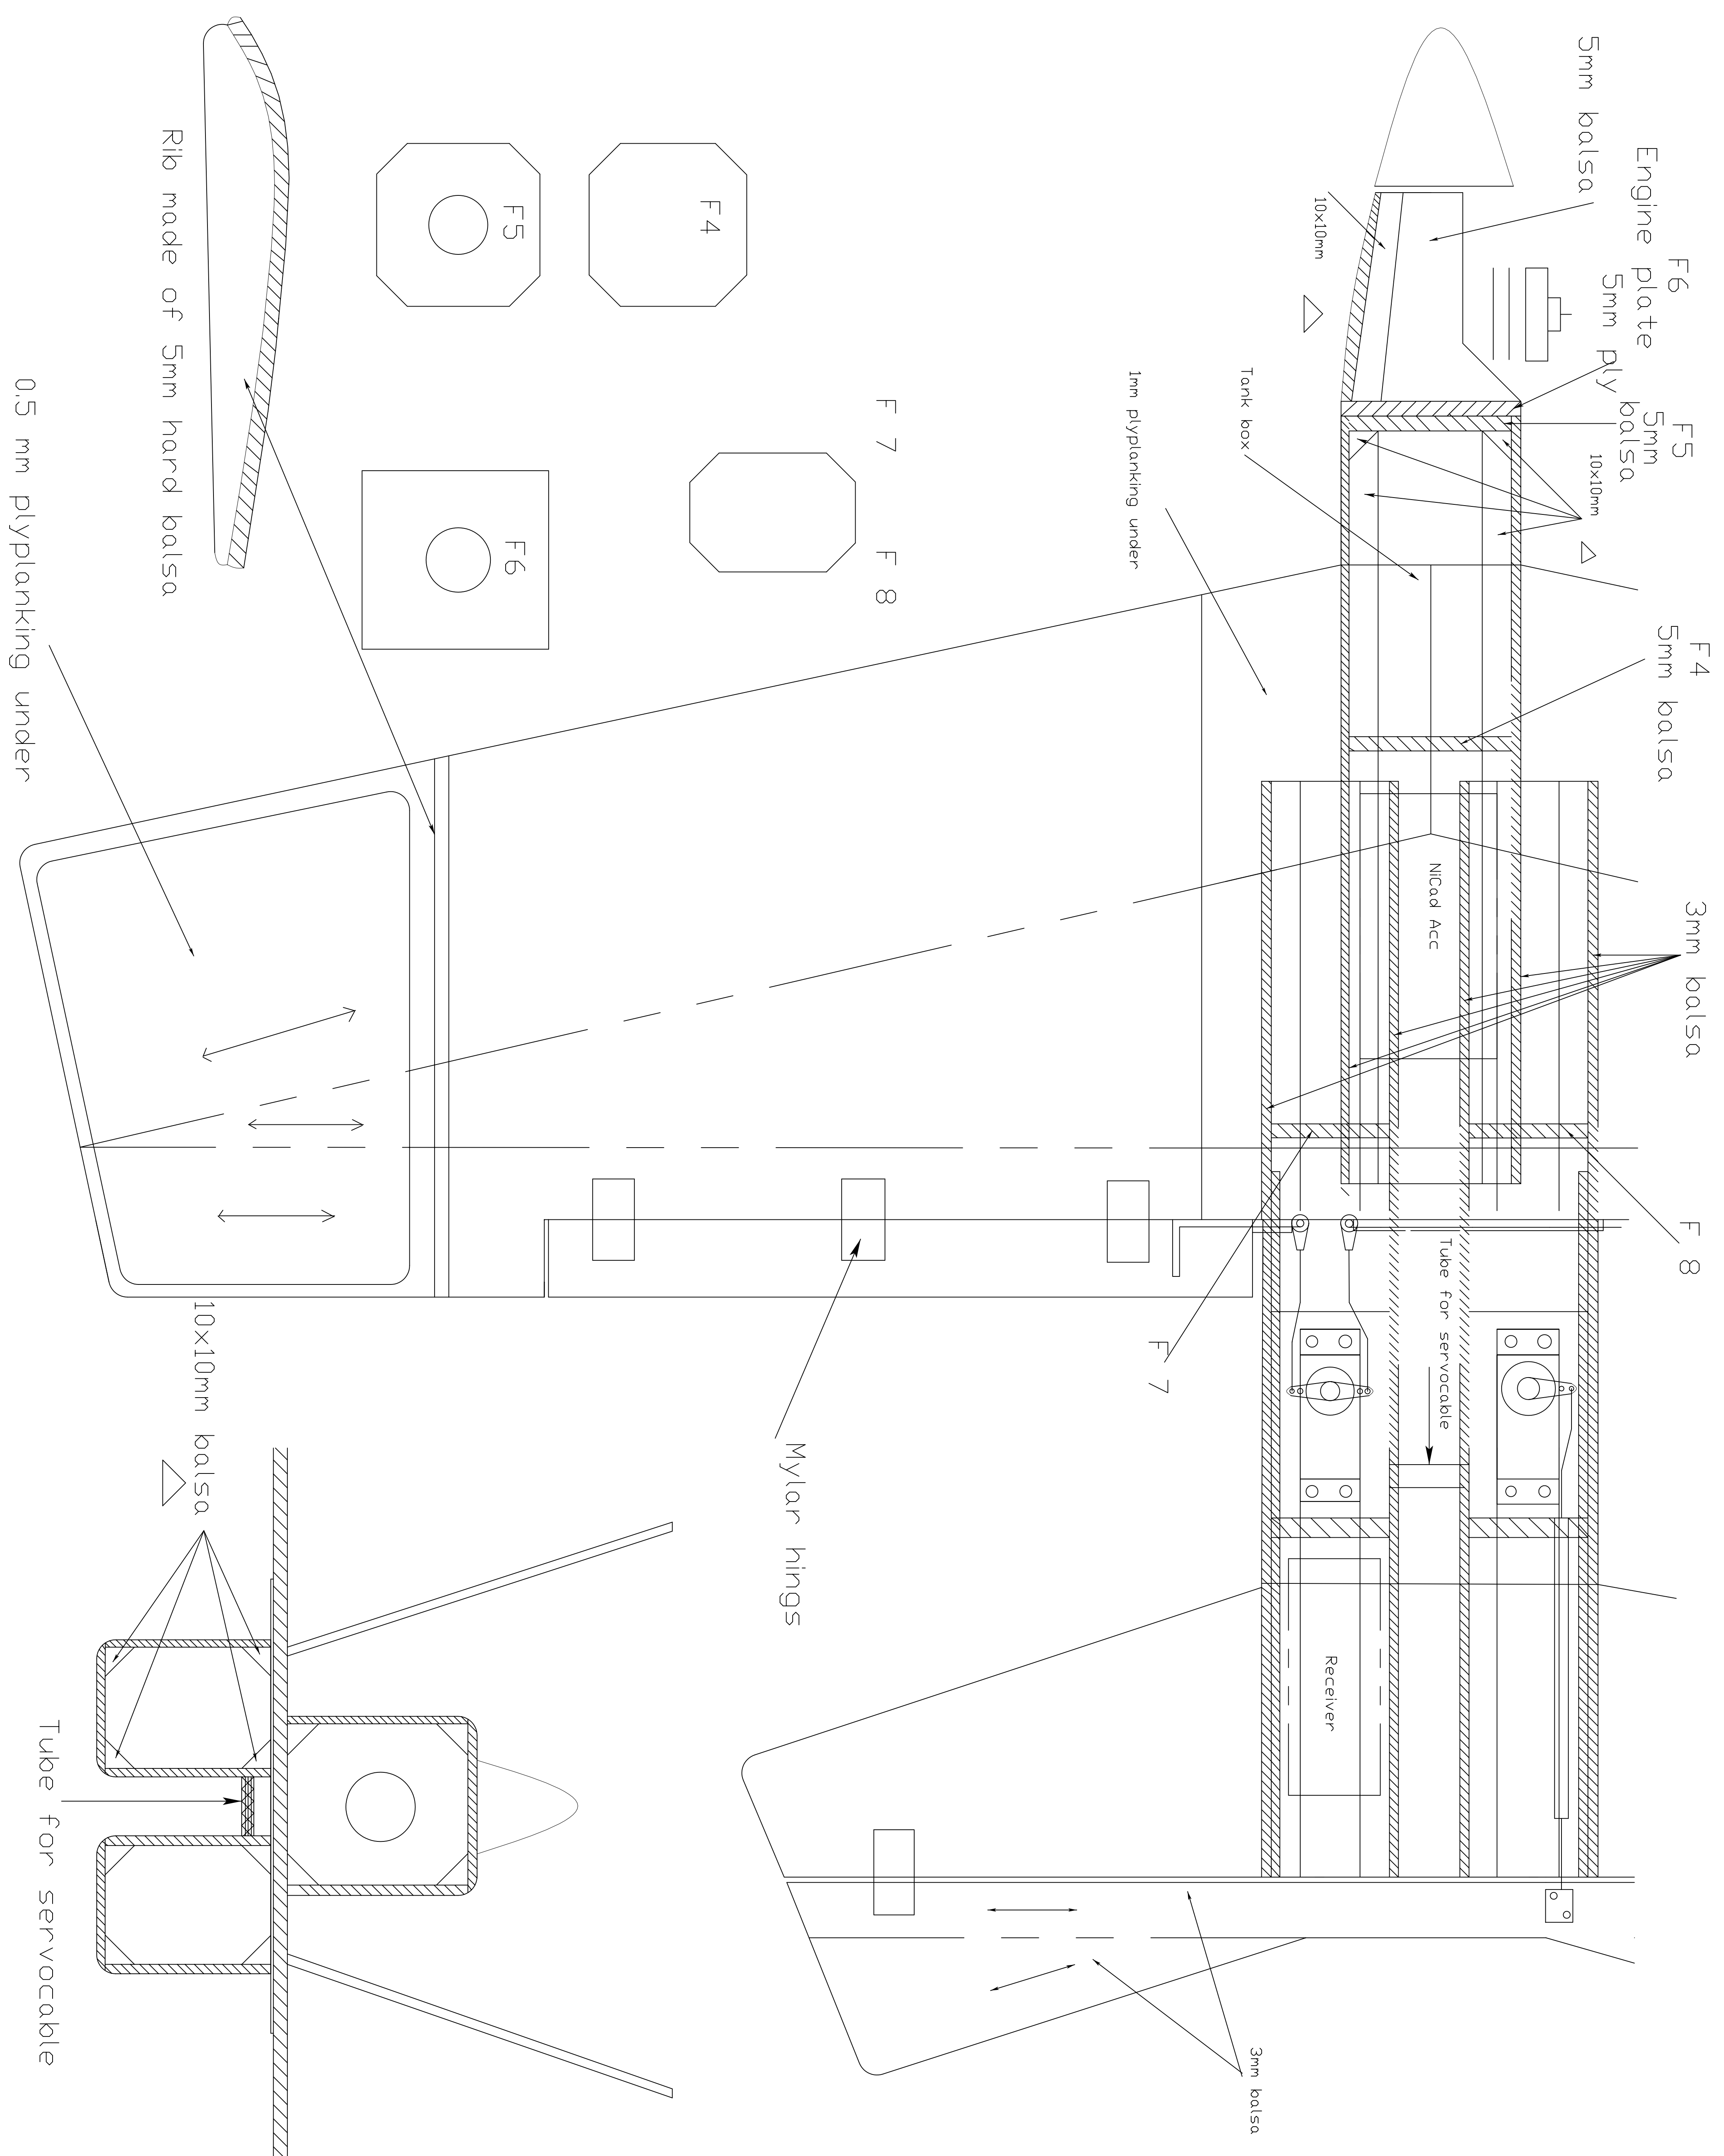 5mm balsa
Engine plate
F6
5mm ply
F5
5mm
balsa
10x10mm
10x10mm
F4
5mm balsa
3mm balsa
F 8
Tank box
1mm plyplanking under
NiCad Acc
Tube for servocable
F 7
Receiver
3mm balsa
Mylar hings
F4
F5
F 7
F 8
F6
Rib made of 5mm hard balsa
0.5 mm plyplanking under
10x10mm balsa
Tube for servocable